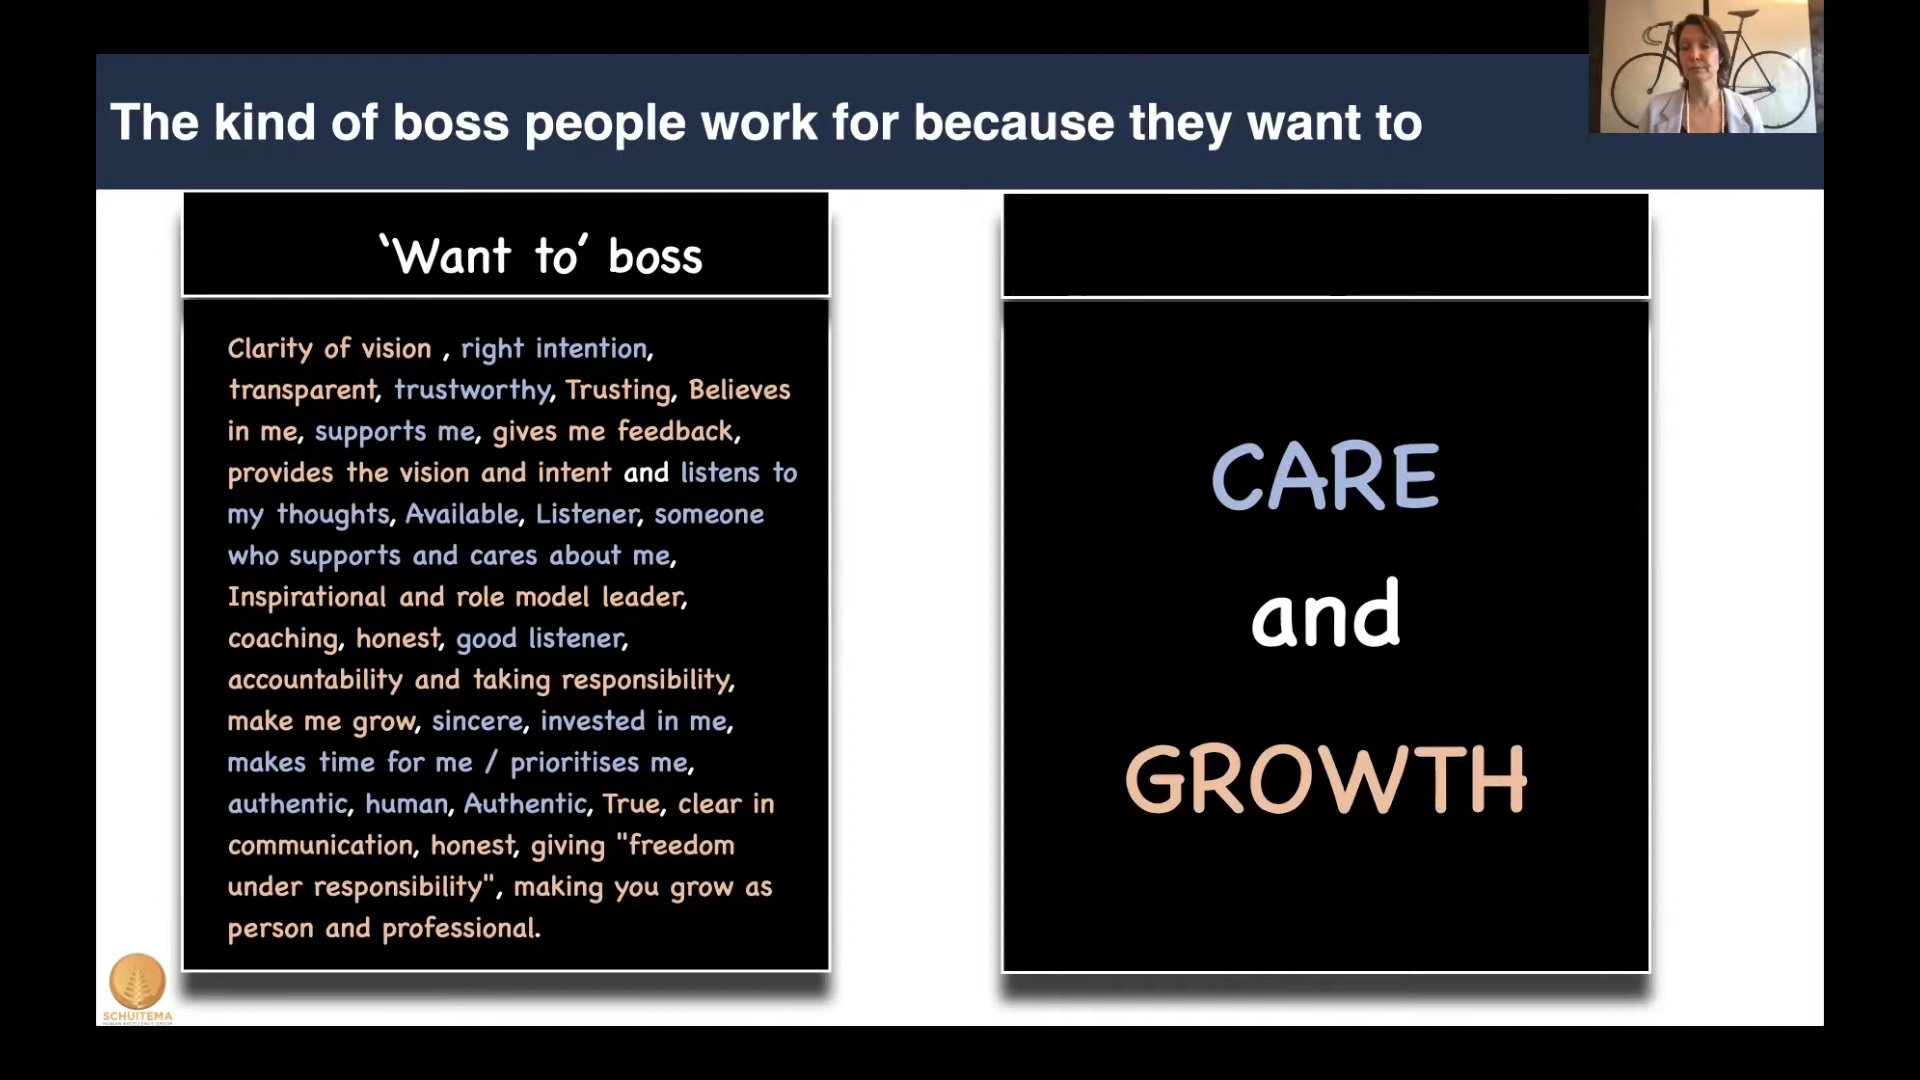 The kind of boss people work for because they want to
‘Want to’ boss
Clarity of vision , right intention,
transparent, trustworthy, Trusting, Believes
in me, supports me, gives me feedback,
provides the vision and intent and listens to
my thoughts, Available, Listener, someone
who supports and cares about me,
Inspirational and role model leader,
coaching, honest, good listener,
accountability and taking responsibility,
make me grow, sincere, invested in me,
makes time for me / prioritises me,
authentic, human, Authentic, True, clear in
communication, honest, giving "freedom
under responsibility", making you grow as
person and professional.
CARE
and
GROWTH
SCHUITEMA
HUMAN EXCELLENCE GROUP